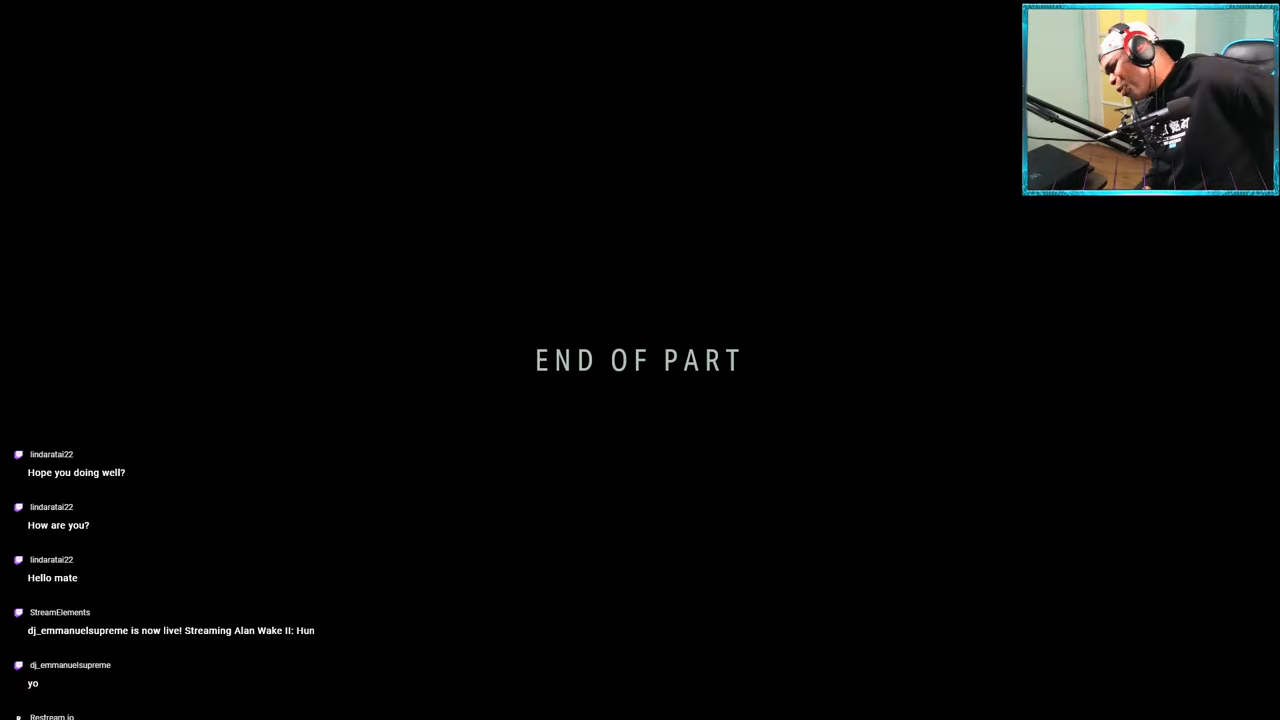 END OF PART
lindaratai22
Hope you doing well?
lindaratai22
How are you?
lindaratai22
Hello mate
StreamElements
dj_emmanuelsupreme is now live! Streaming Alan Wake II: Hun
dj_emmanuelsupreme
yo
Restream.io